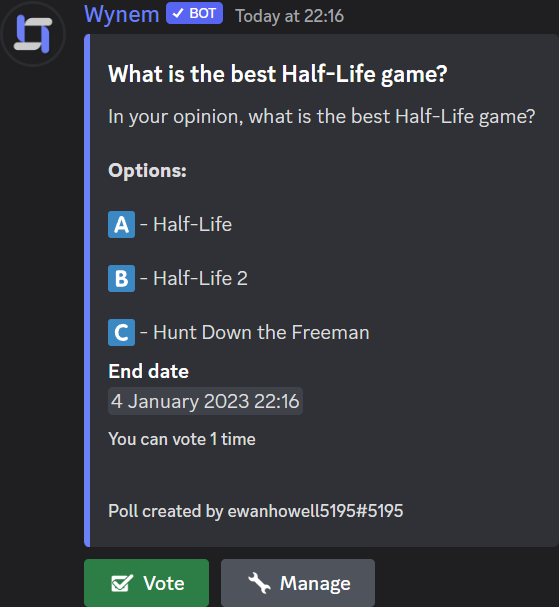 Wynem ✓ BOT Today at 22:16
What is the best Half-Life game?
In your opinion, what is the best Half-Life game?
Options:
A - Half-Life
B - Half-Life 2
C - Hunt Down the Freeman
End date
4 January 2023 22:16
You can vote 1 time
Poll created by ewanhowell5195#5195
Vote Manage